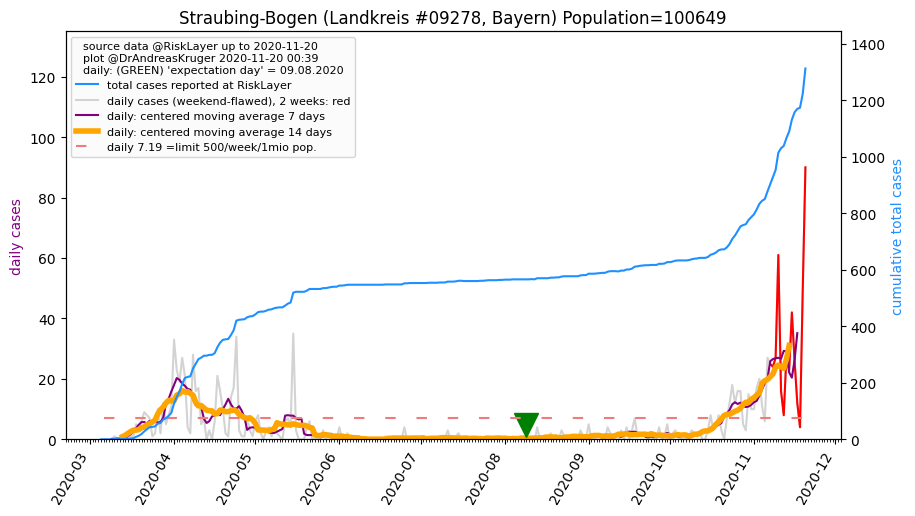 Straubing-Bogen (Landkreis #09278, Bayern) Population=100649
source data @RiskLayer up to 2020-11-20
plot @DrAndreasKruger 2020-11-20 00:39
daily: (GREEN) 'expectation day' = 09.08.2020
total cases reported at RiskLayer
daily cases (weekend-flawed), 2 weeks: red
daily: centered moving average 7 days
daily: centered moving average 14 days
daily 7.19 =limit 500/week/1mio pop.
daily cases
120
100
80
60
40
20
0
cumulative total cases
1400
1200
1000
800
600
400
200
0
2020-03
2020-04
2020-05
2020-06
2020-07
2020-08
2020-09
2020-10
2020-11
2020-12